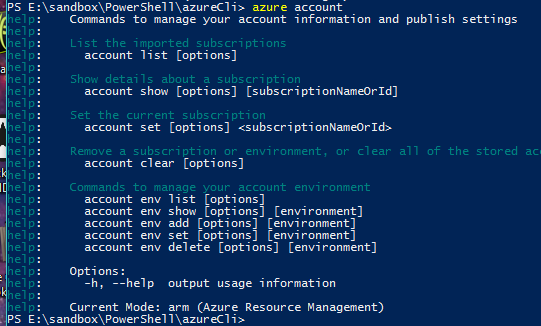 PS E:\sandbox\PowerShell\azureCli> azure account
help:    Commands to manage your account information and publish settings
help:
help:    List the imported subscriptions
help:      account list [options]
help:
help:    Show details about a subscription
help:      account show [options] [subscriptionNameOrId]
help:
help:    Set the current subscription
help:      account set [options] <subscriptionNameOrId>
help:
help:    Remove a subscription or environment, or clear all of the stored acc
help:      account clear [options]
help:
help:    Commands to manage your account environment
help:      account env list [options]
help:      account env show [options] [environment]
help:      account env add [options] [environment]
help:      account env set [options] [environment]
help:      account env delete [options] [environment]
help:
help:    Options:
help:      -h, --help  output usage information
help:
help:    Current Mode: arm (Azure Resource Management)
PS E:\sandbox\PowerShell\azureCli>